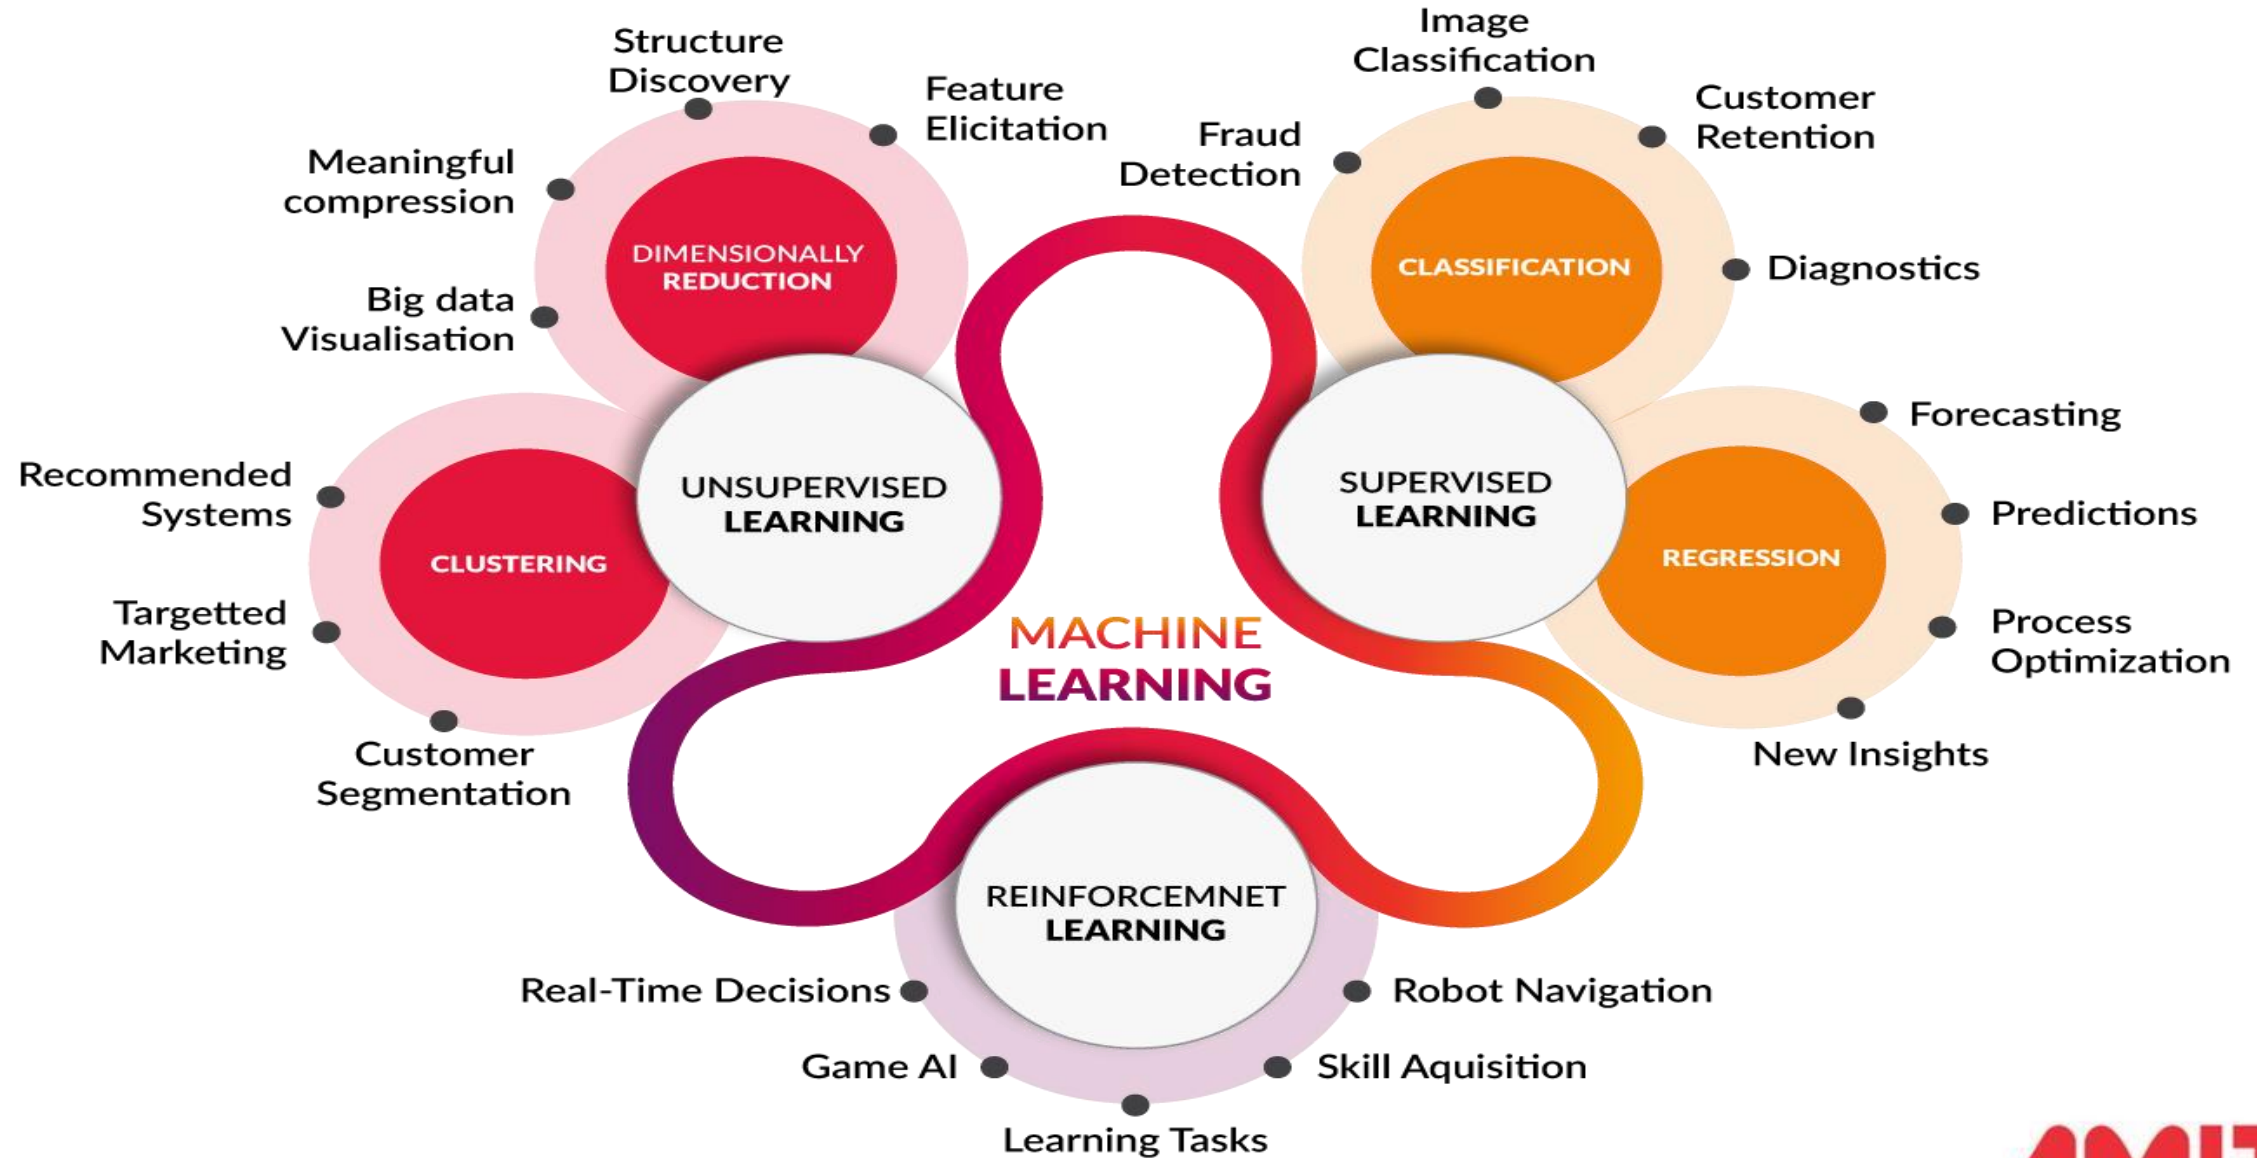 Structure
Discovery
Feature
Elicitation
Meaningful
compression
Big data
Visualisation
DIMENSIONALLY
REDUCTION
Recommended
Systems
Targetted
Marketing
Customer
Segmentation
CLUSTERING
UNSUPERVISED
LEARNING
Image
Classification
Fraud
Detection
Customer
Retention
Diagnostics
CLASSIFICATION
SUPERVISED
LEARNING
Forecasting
Predictions
Process
Optimization
New Insights
REGRESSION
MACHINE
LEARNING
REINFORCEMNET
LEARNING
Real-Time Decisions
Game AI
Learning Tasks
Skill Aquisition
Robot Navigation